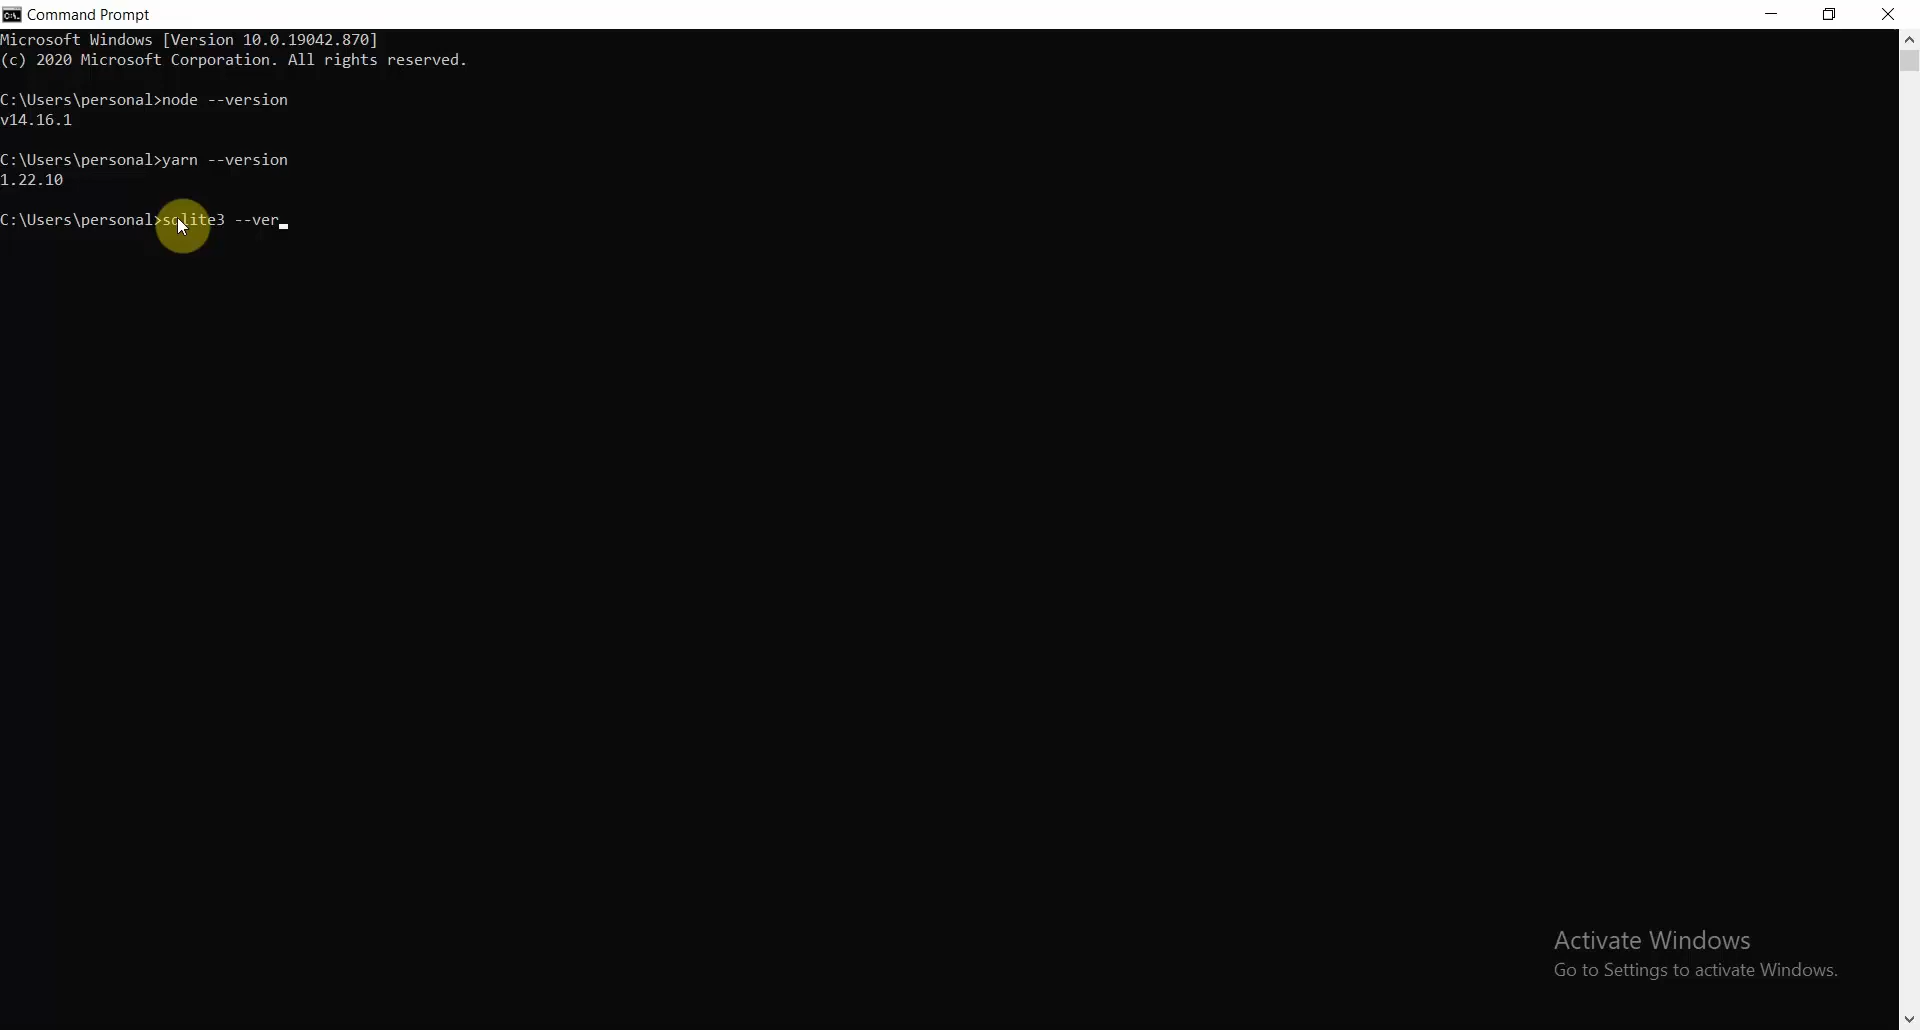 Command Prompt
Microsoft Windows [Version 10.0.19042.870]
(c) 2020 Microsoft Corporation. All rights reserved.
C:\Users\personal>node --version
v14.16.1
C:\Users\personal>yarn --version
1.22.10
C:\Users\personal>sqlite3 --ver
Activate Windows
Go to Settings to activate Windows.